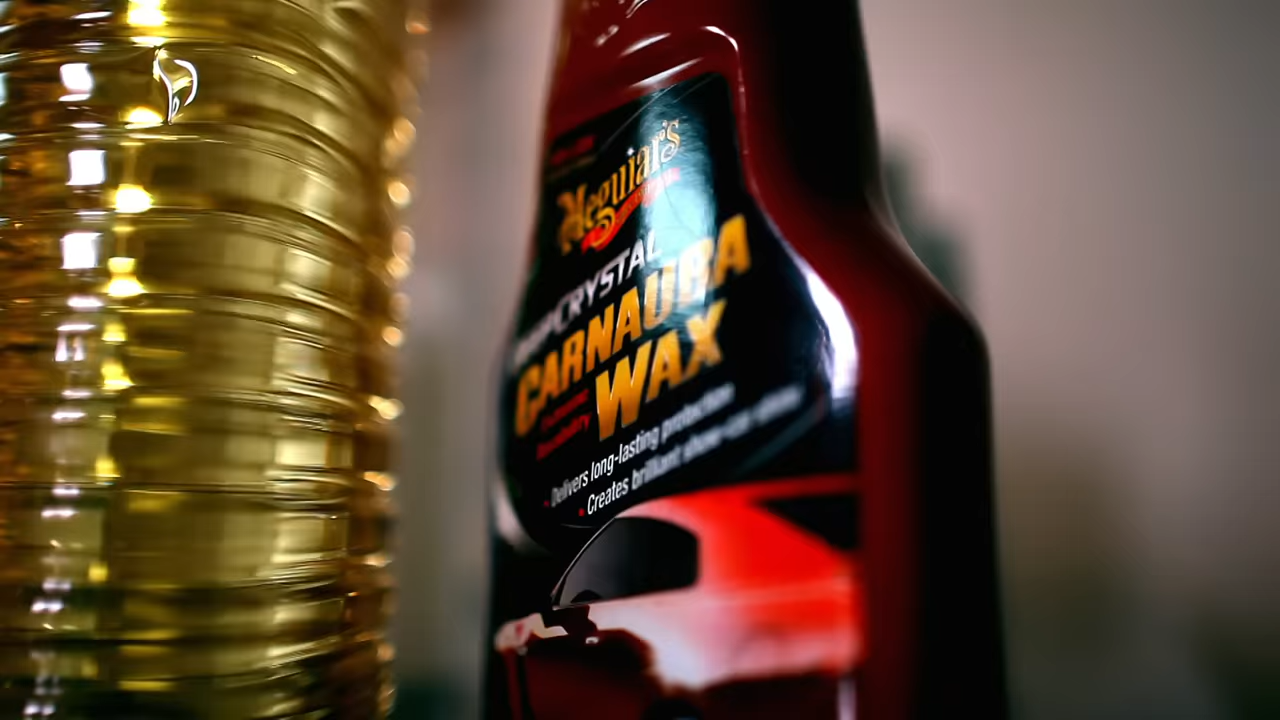 Meguiar's
CRYSTAL
CARNAUBA
WAX
Delivers long-lasting protection
Creates brilliant show-car shine